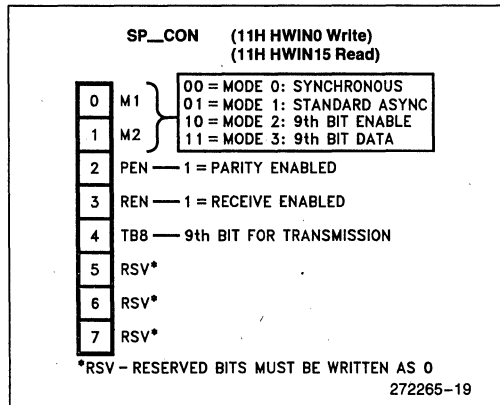 SP__CON (11H HWIN0 Write)
(11H HWIN15 Read)
0 M1
1 M2
00 = MODE 0: SYNCHRONOUS
01 = MODE 1: STANDARD ASYNC
10 = MODE 2: 9th BIT ENABLE
11 = MODE 3: 9th BIT DATA
2 PEN — 1 = PARITY ENABLED
3 REN — 1 = RECEIVE ENABLED
4 TB8 — 9th BIT FOR TRANSMISSION
5 RSV*
6 RSV*
7 RSV*
*RSV – RESERVED BITS MUST BE WRITTEN AS 0
272265–19